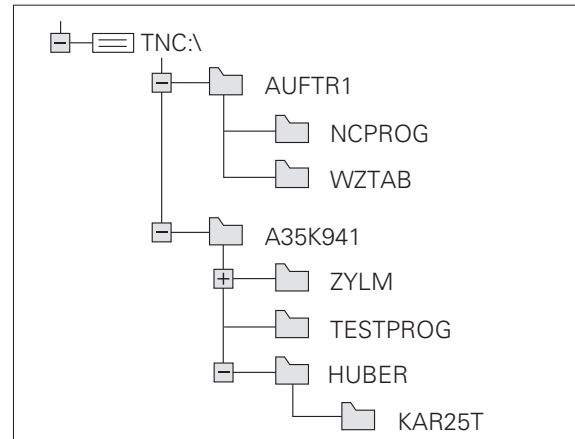 TNC:\
AUFTR1
NCPROG
WZTAB
A35K941
ZYLM
TESTPROG
HUBER
KAR25T